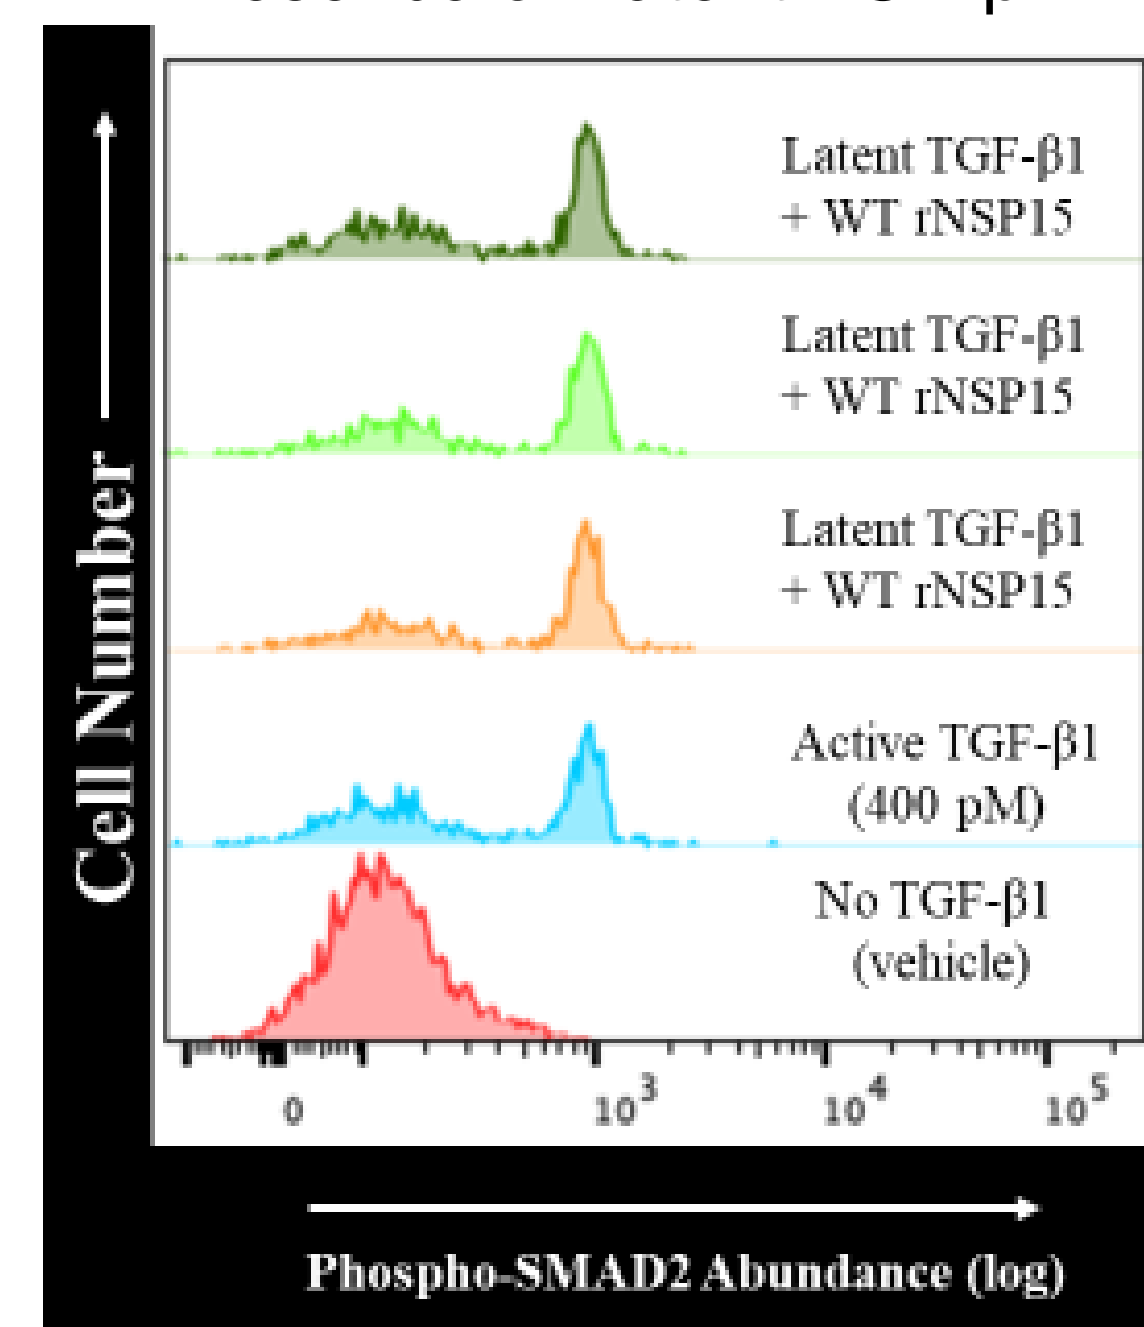 Latent TGF-β1
+ WT rNSP15
Latent TGF-β1
+ WT rNSP15
Latent TGF-β1
+ WT rNSP15
Active TGF-β1
(400 pM)
No TGF-β1
(vehicle)
Cell Number
0 10³ 10⁴ 10⁵
Phospho-SMAD2 Abundance (log)